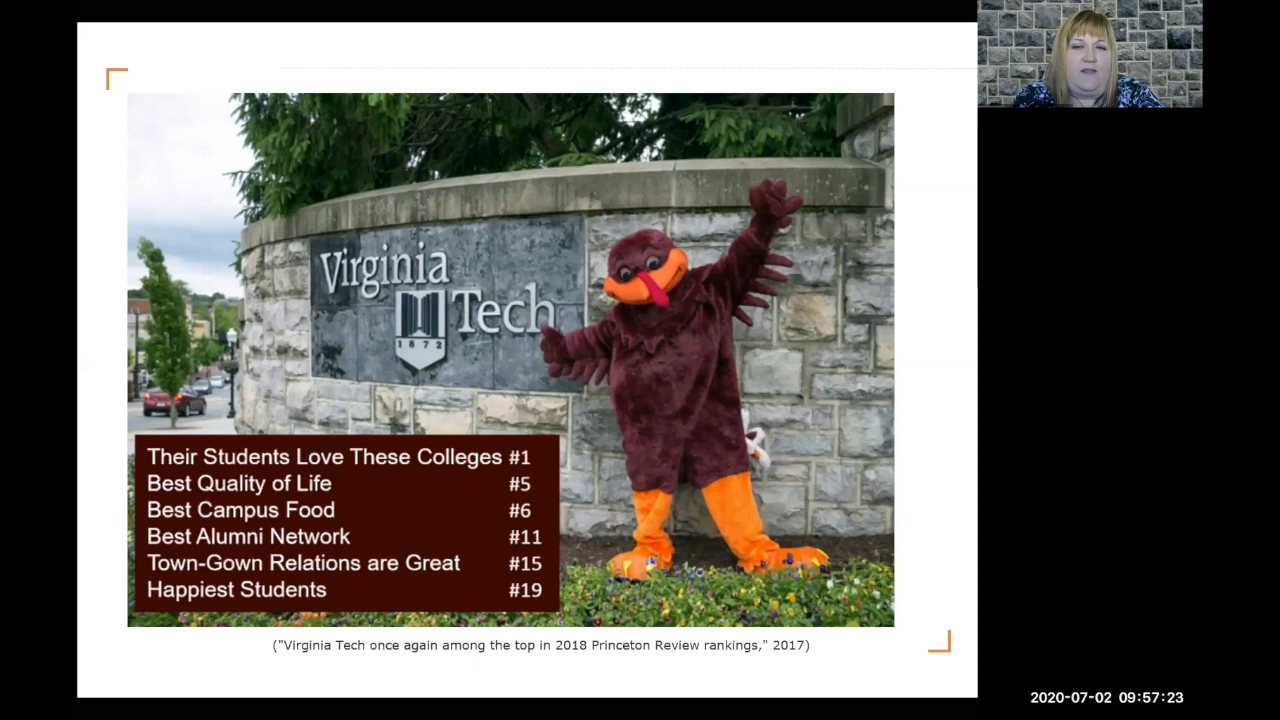 Virginia
Tech
1872
Their Students Love These Colleges #1
Best Quality of Life #5
Best Campus Food #6
Best Alumni Network #11
Town-Gown Relations are Great #15
Happiest Students #19
("Virginia Tech once again among the top in 2018 Princeton Review rankings," 2017)
2020-07-02 09:57:23